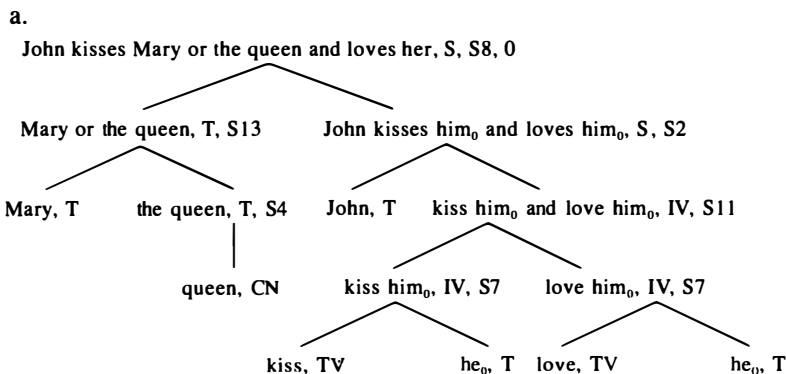 a.
John kisses Mary or the queen and loves her, S, S8, 0
Mary or the queen, T, S13 John kisses him₀ and loves him₀, S, S2
Mary, T the queen, T, S4 John, T kiss him₀ and love him₀, IV, S11
queen, CN kiss him₀, IV, S7 love him₀, IV, S7
kiss, TV he₀, T love, TV he₀, T